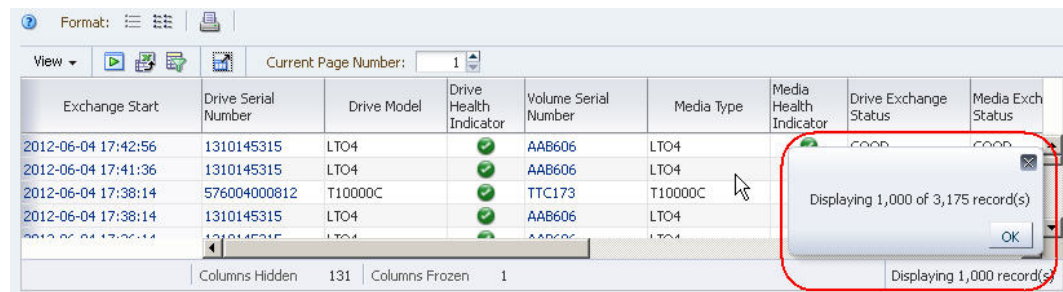 Format:
View
Current Page Number: 1
Exchange Start Drive Serial Number Drive Model Drive Health Indicator Volume Serial Number Media Type Media Health Indicator Drive Exchange Status Media Exch Status
2012-06-04 17:42:56 1310145315 LTO4 AAB606 LTO4 GOOD GOOD
2012-06-04 17:41:36 1310145315 LTO4 AAB606 LTO4
2012-06-04 17:38:14 576004000812 T10000C TTC173 T10000C
2012-06-04 17:38:14 1310145315 LTO4 AAB606 LTO4
Displaying 1,000 of 3,175 record(s)
OK
Columns Hidden 131 Columns Frozen 1 Displaying 1,000 record(s)